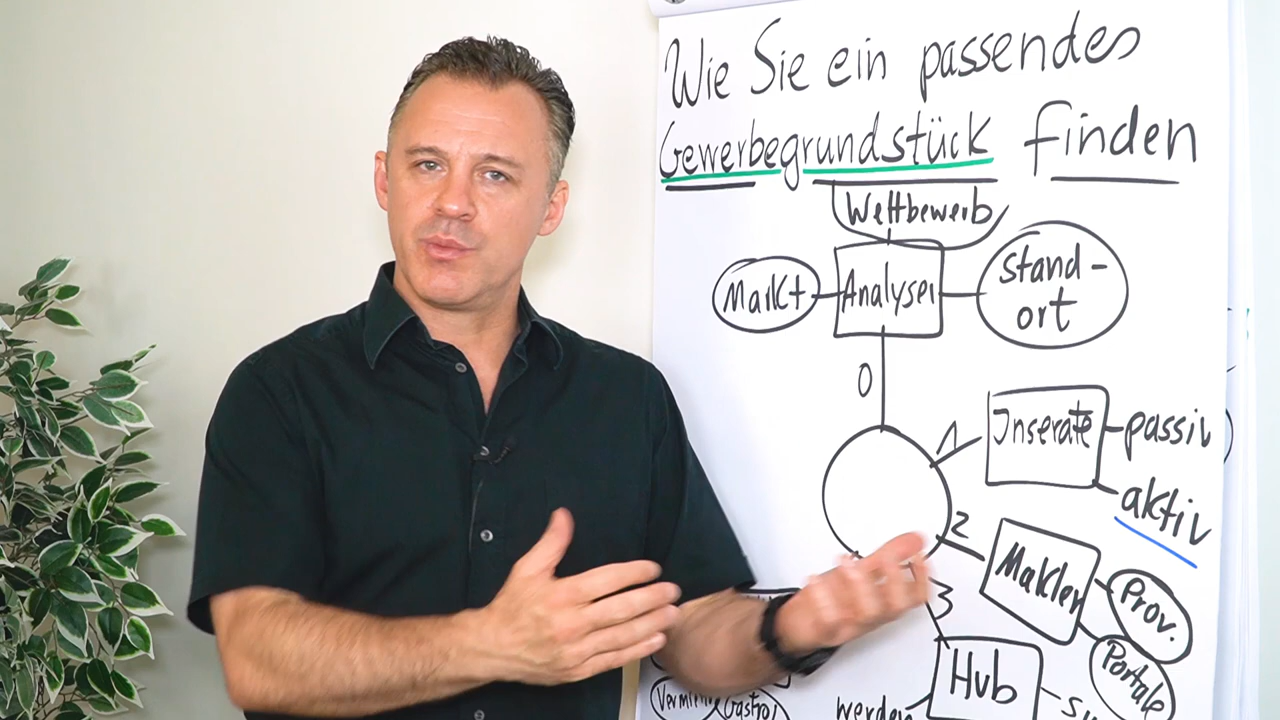 Wie Sie ein passendes
Gewerbegrundstück finden
Wettbewerb
Markt
Analysen
Stand-
ort
0
1
Inserate
passiv
aktiv
2
Makler
Prov.
Portale
3
Hub
werden